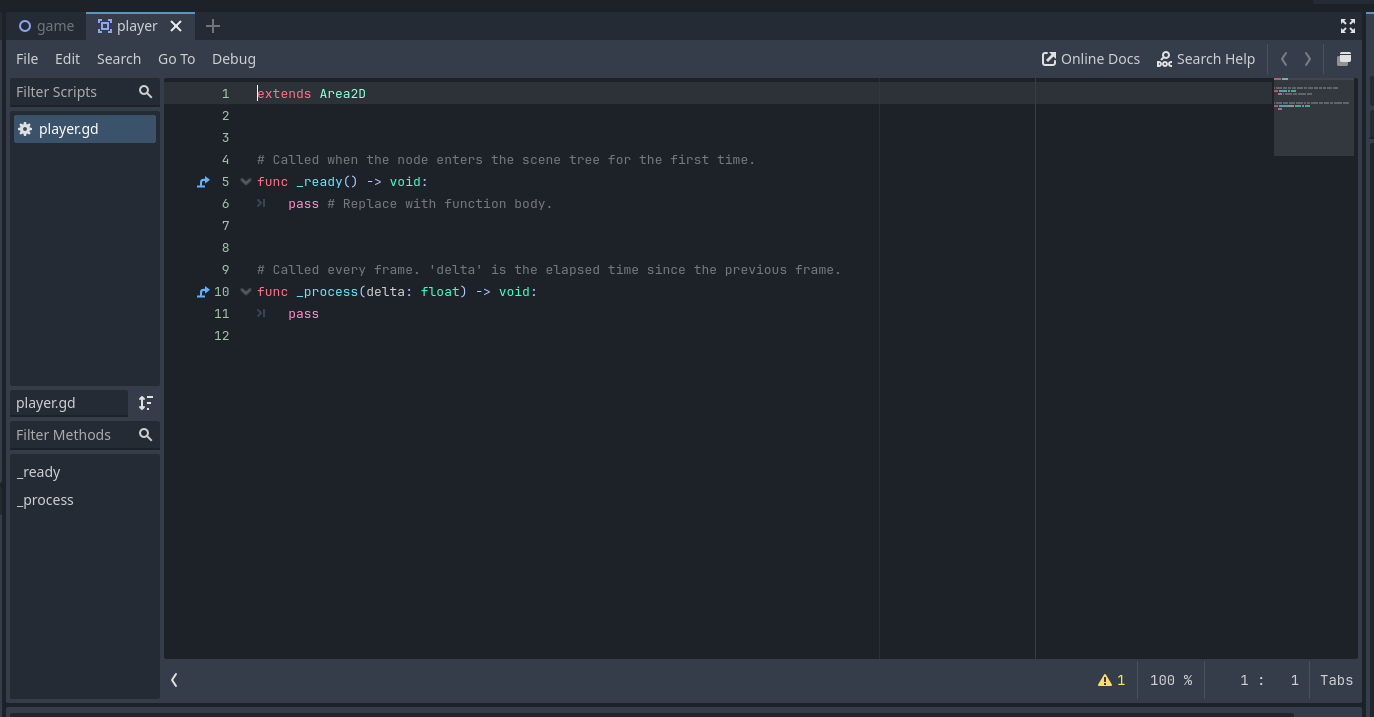 game player
File Edit Search Go To Debug Online Docs Search Help
Filter Scripts
player.gd
player.gd
Filter Methods
_ready
_process
1 extends Area2D
2
3
4 # Called when the node enters the scene tree for the first time.
5 func _ready() -> void:
6 pass # Replace with function body.
7
8
9 # Called every frame. 'delta' is the elapsed time since the previous frame.
10 func _process(delta: float) -> void:
11 pass
12
1 100 % 1 : 1 Tabs